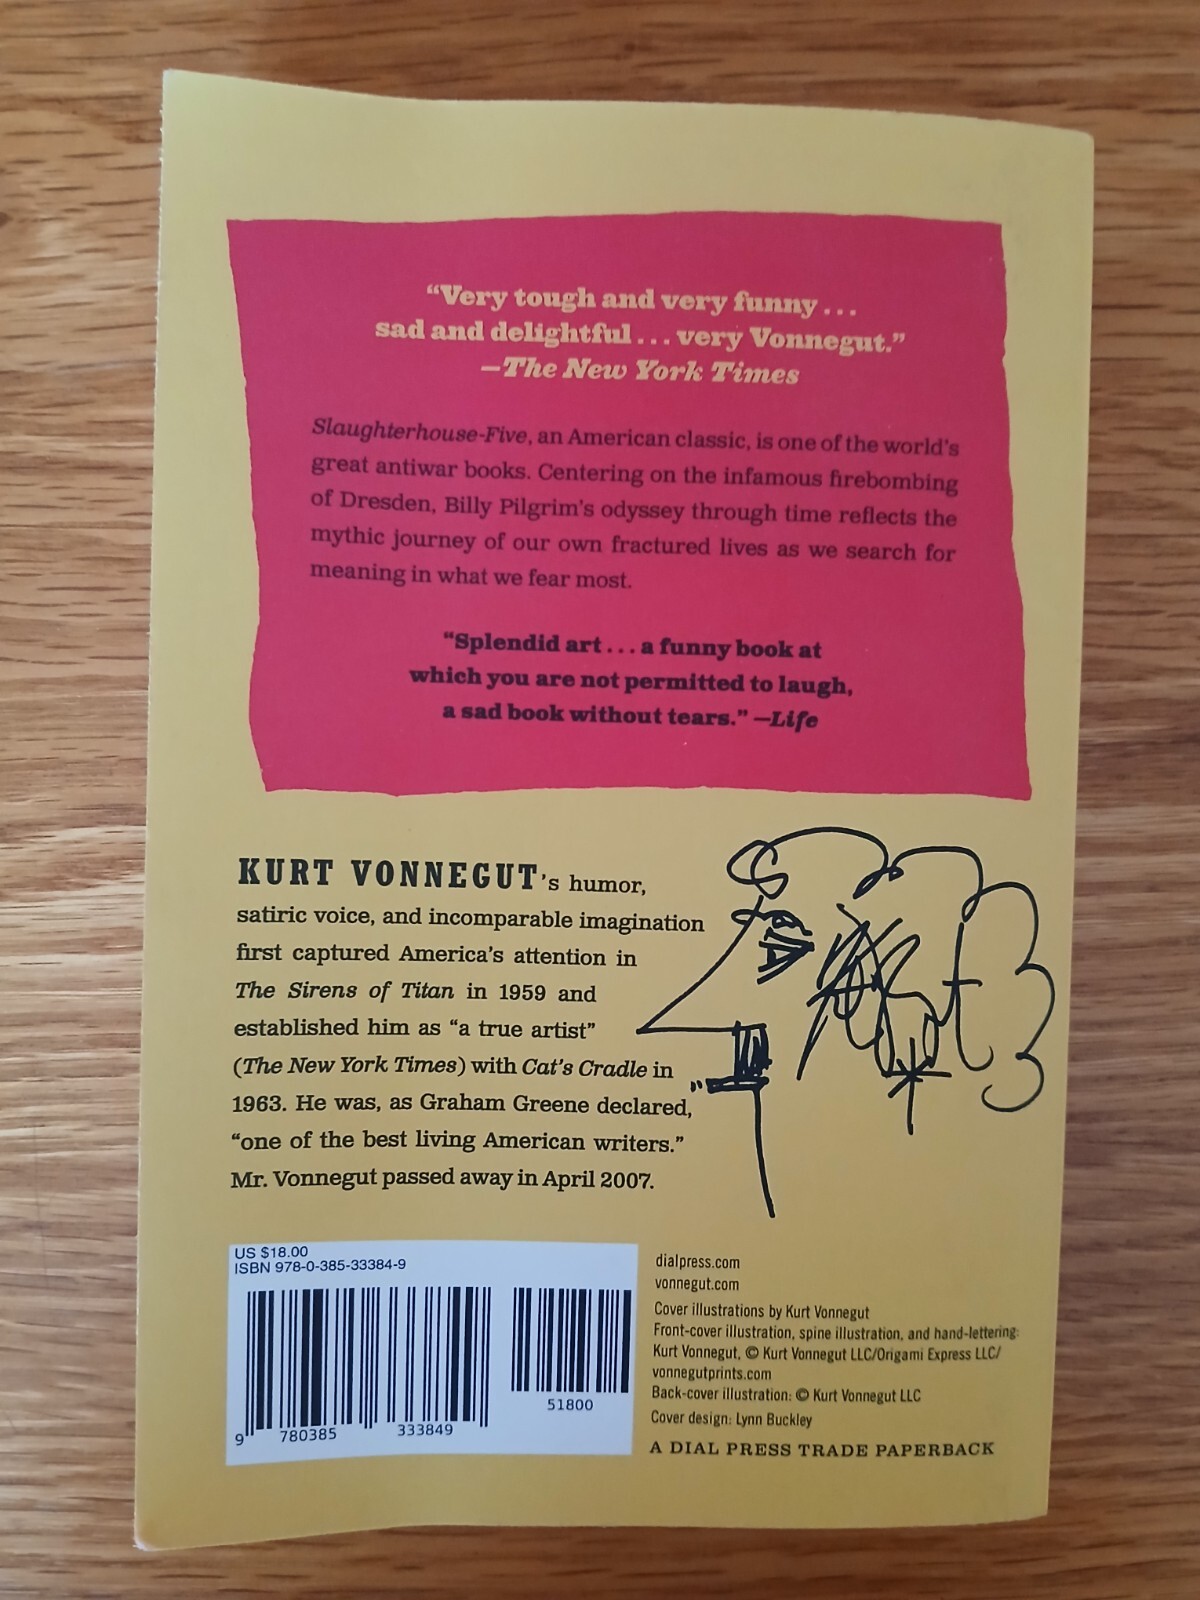 “Very tough and very funny...
sad and delightful... very Vonnegut.”
—The New York Times
Slaughterhouse-Five, an American classic, is one of the world’s
great antiwar books. Centering on the infamous firebombing
of Dresden, Billy Pilgrim’s odyssey through time reflects the
mythic journey of our own fractured lives as we search for
meaning in what we fear most.
“Splendid art... a funny book at
which you are not permitted to laugh,
a sad book without tears.” —Life
KURT VONNEGUT’s humor,
satiric voice, and incomparable imagination
first captured America’s attention in
The Sirens of Titan in 1959 and
established him as “a true artist”
(The New York Times) with Cat’s Cradle in
1963. He was, as Graham Greene declared,
“one of the best living American writers.”
Mr. Vonnegut passed away in April 2007.
US $18.00
ISBN 978-0-385-33384-9
51800
9 780385 333849
dialpress.com
vonnegut.com
Cover illustrations by Kurt Vonnegut
Front-cover illustration, spine illustration, and hand-lettering:
Kurt Vonnegut, © Kurt Vonnegut LLC/Origami Express LLC/
vonnegutprints.com
Back-cover illustration: © Kurt Vonnegut LLC
Cover design: Lynn Buckley
A DIAL PRESS TRADE PAPERBACK